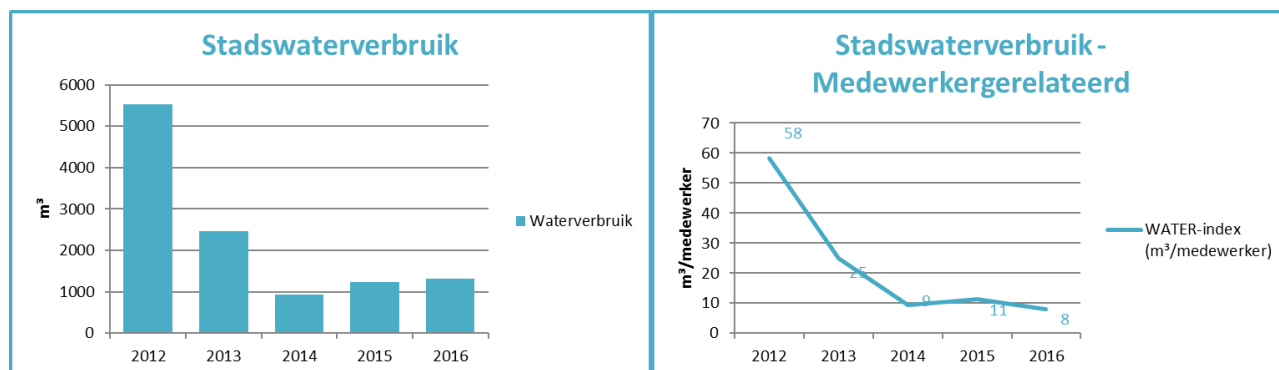 Stadswaterverbruik
6000
5000
4000
3000
2000
1000
0
m³
2012 2013 2014 2015 2016
Waterverbruik
Stadswaterverbruik -
Medewerkergerelateerd
70
60
50
40
30
20
10
0
m³/medewerker
58
25
9
11
8
2012 2013 2014 2015 2016
WATER-index
(m³/medewerker)